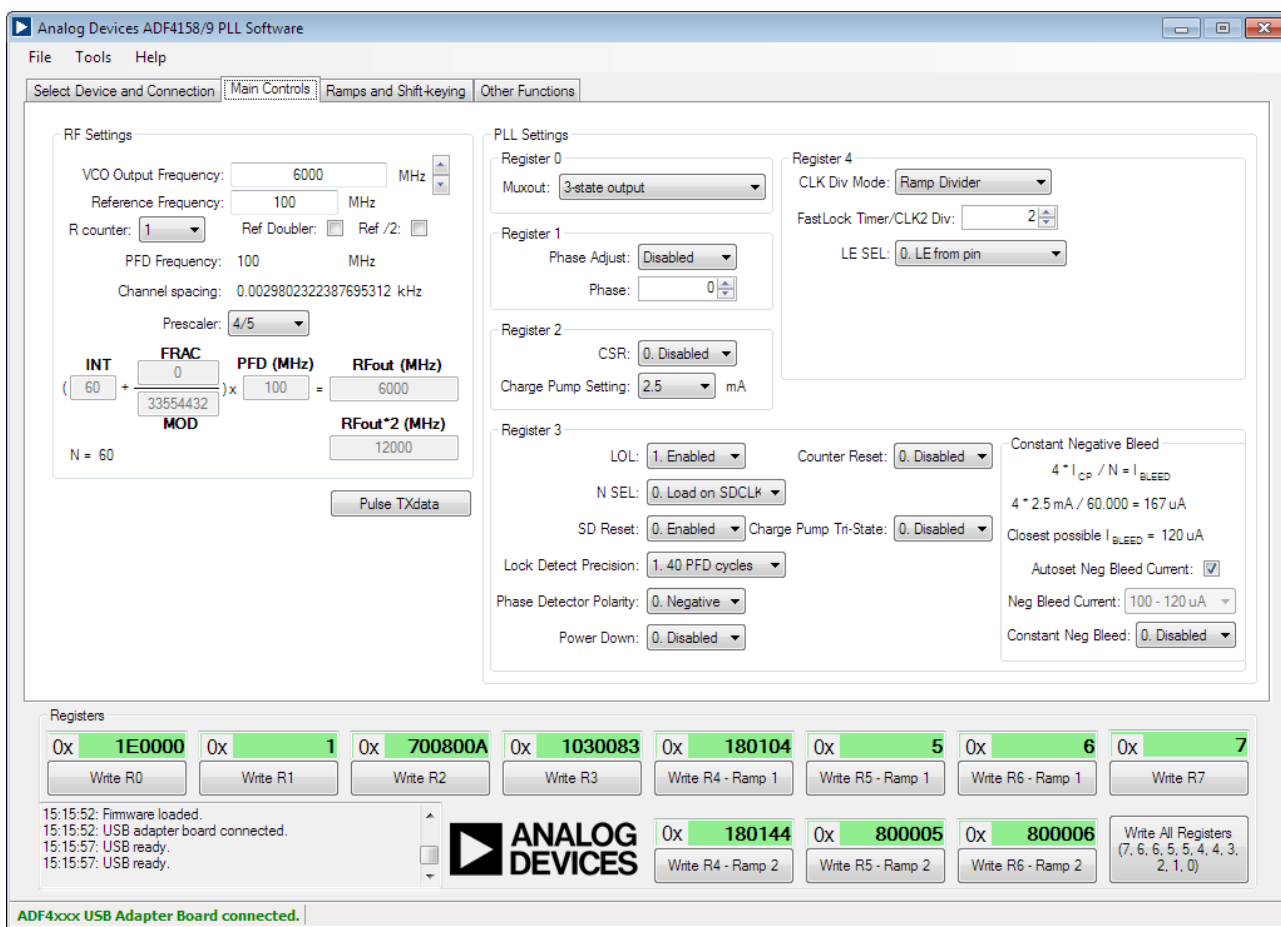 Analog Devices ADF4158/9 PLL Software
File Tools Help
Select Device and Connection Main Controls Ramps and Shift-keying Other Functions
RF Settings
VCO Output Frequency: 6000 MHz
Reference Frequency: 100 MHz
R counter: 1 Ref Doubler: Ref /2:
PFD Frequency: 100 MHz
Channel spacing: 0.0029802322387695312 kHz
Prescaler: 4/5
INT FRAC PFD (MHz) RFout (MHz)
( 60 + 0 ) x 100 = 6000
33554432
MOD RFout*2 (MHz)
12000
N = 60
Pulse TXdata
PLL Settings
Register 0
Muxout: 3-state output
Register 1
Phase Adjust: Disabled
Phase: 0
Register 2
CSR: 0. Disabled
Charge Pump Setting: 2.5 mA
Register 4
CLK Div Mode: Ramp Divider
FastLock Timer/CLK2 Div: 2
LE SEL: 0. LE from pin
Register 3
LOL: 1. Enabled Counter Reset: 0. Disabled
N SEL: 0. Load on SDCLK
SD Reset: 0. Enabled Charge Pump Tri-State: 0. Disabled
Lock Detect Precision: 1. 40 PFD cycles
Phase Detector Polarity: 0. Negative
Power Down: 0. Disabled
Constant Negative Bleed
4 * I CP / N = I BLEED
4 * 2.5 mA / 60.000 = 167 uA
Closest possible I BLEED = 120 uA
Autoset Neg Bleed Current:
Neg Bleed Current: 100 - 120 uA
Constant Neg Bleed: 0. Disabled
Registers
0x 1E0000 0x 1 0x 700800A 0x 1030083 0x 180104 0x 5 0x 6 0x 7
Write R0 Write R1 Write R2 Write R3 Write R4 - Ramp 1 Write R5 - Ramp 1 Write R6 - Ramp 1 Write R7
15:15:52: Firmware loaded.
15:15:52: USB adapter board connected.
15:15:57: USB ready.
15:15:57: USB ready.
ANALOG
DEVICES
0x 180144 0x 800005 0x 800006
Write R4 - Ramp 2 Write R5 - Ramp 2 Write R6 - Ramp 2
Write All Registers
(7, 6, 6, 5, 5, 4, 4, 3,
2, 1, 0)
ADF4xxx USB Adapter Board connected.